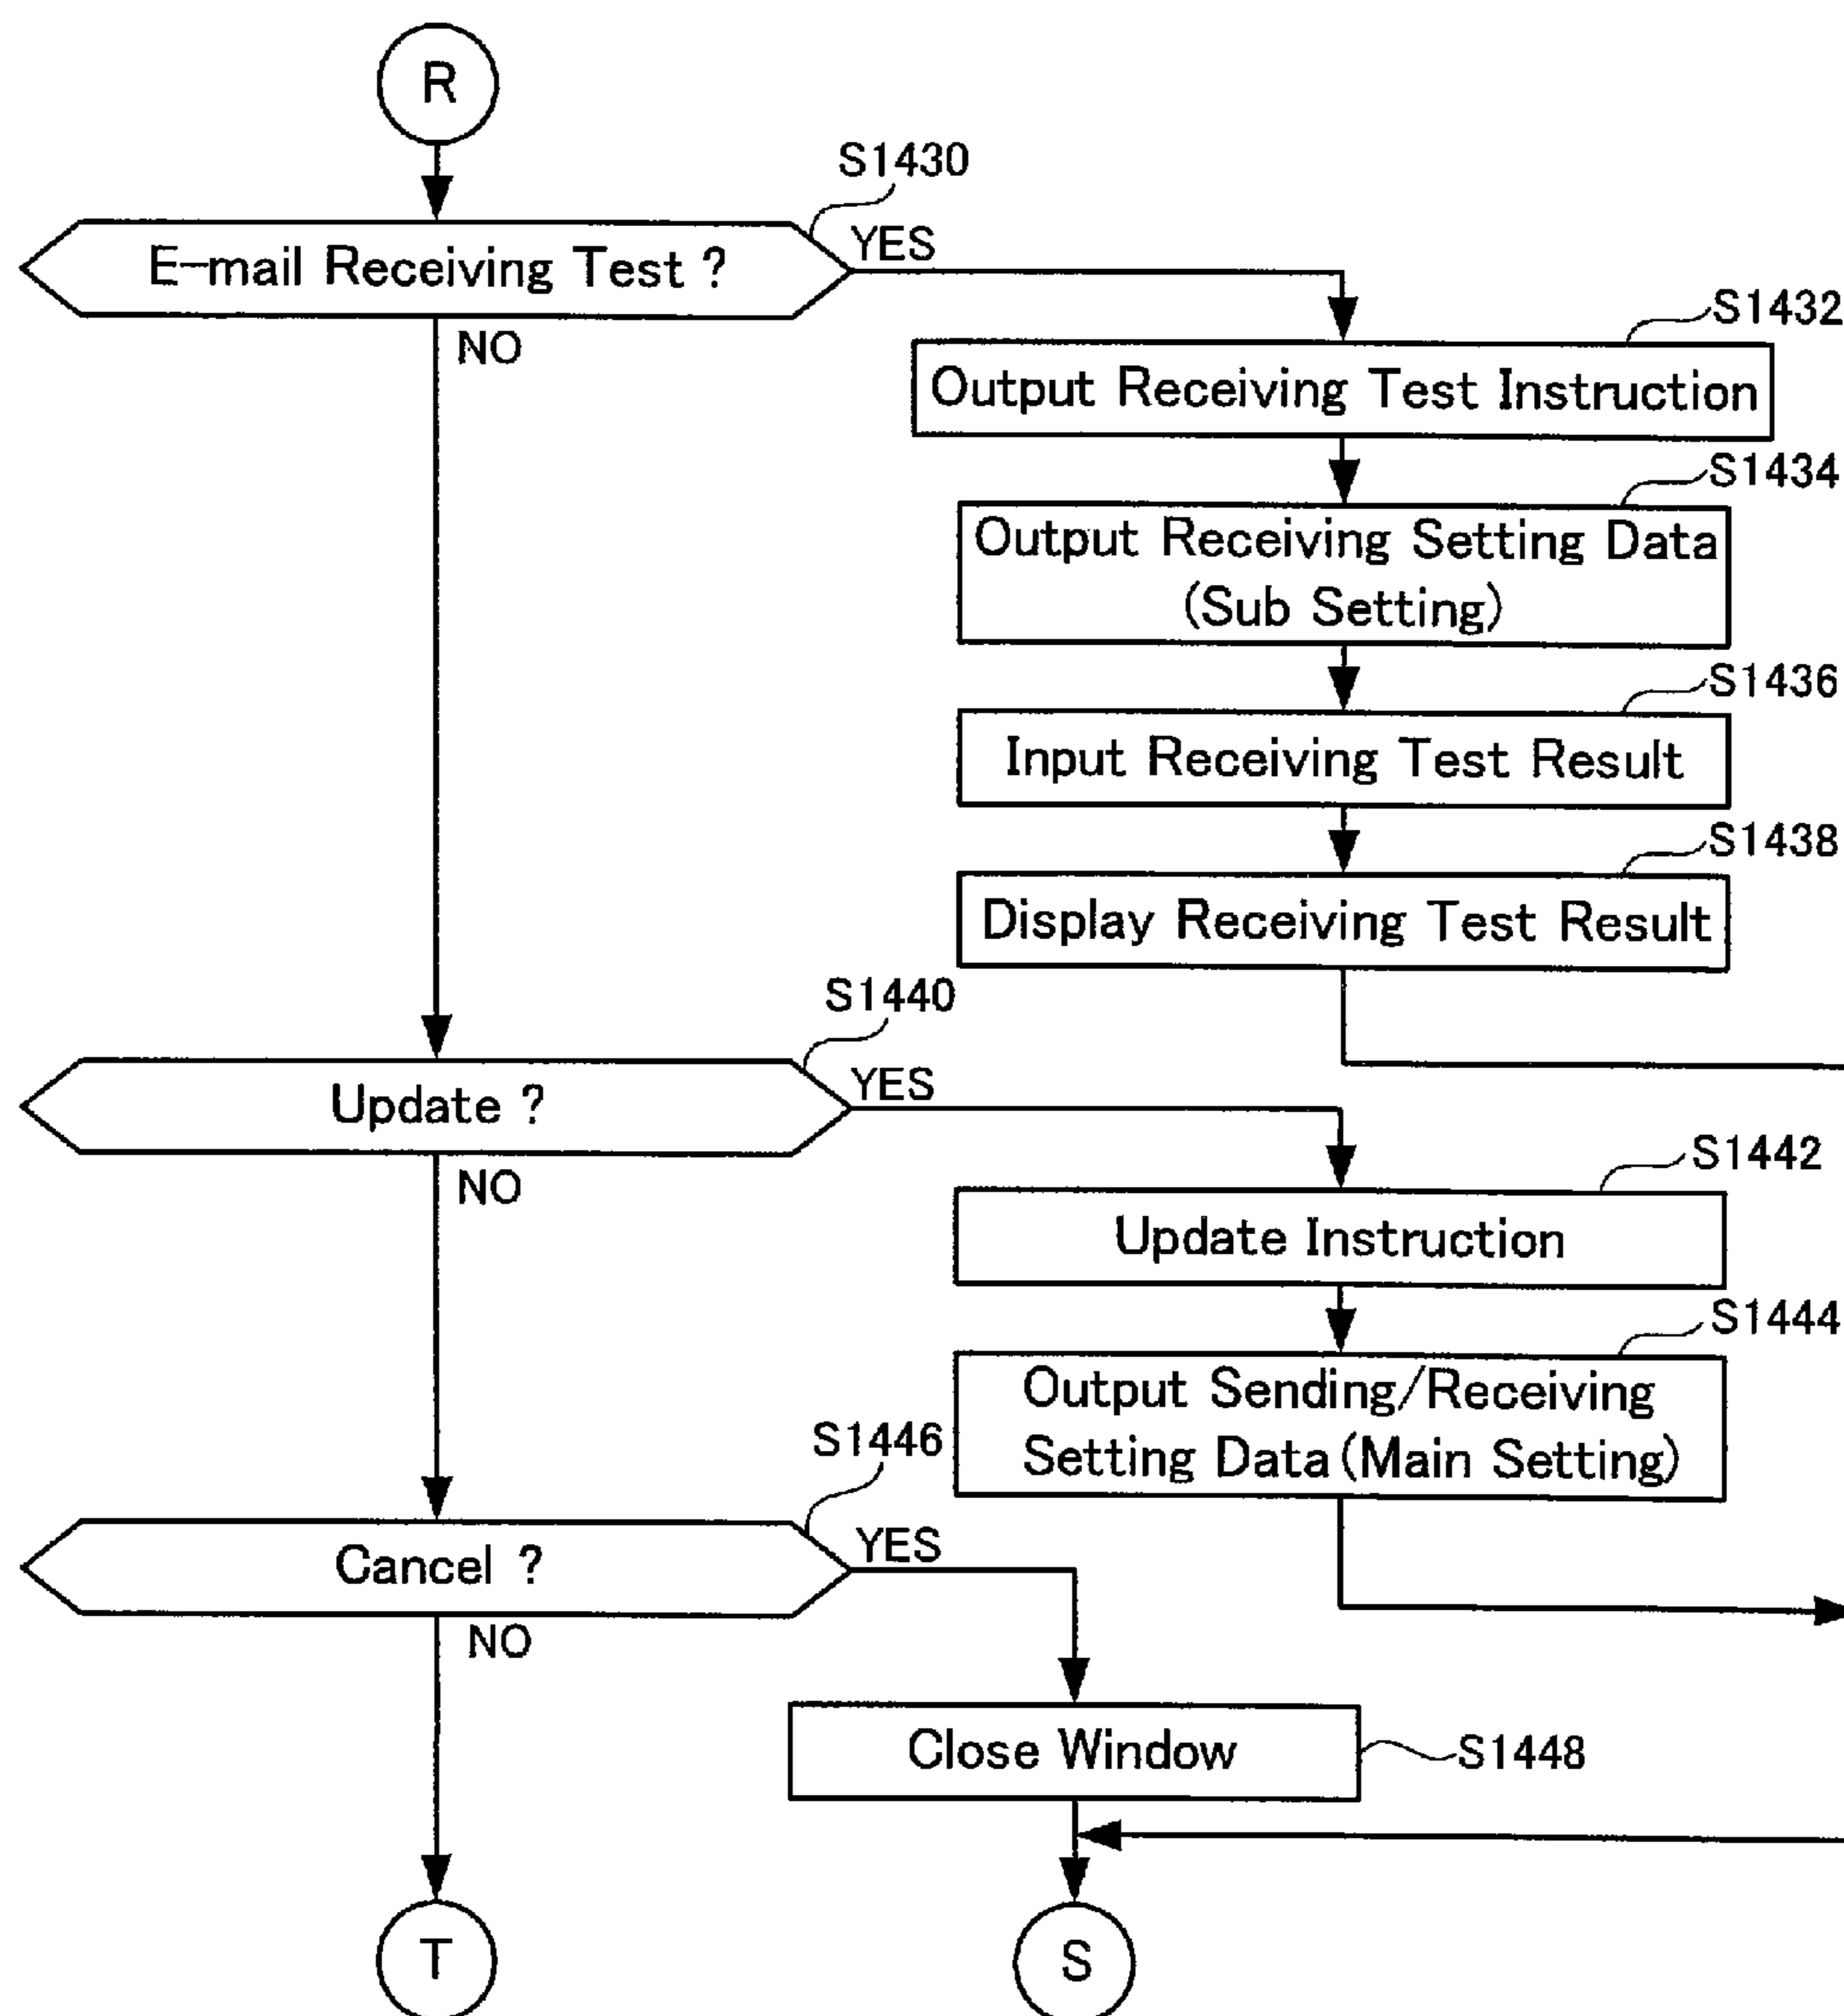 R
S1430
E-mail Receiving Test ?
YES
NO
S1432
Output Receiving Test Instruction
S1434
Output Receiving Setting Data
(Sub Setting)
S1436
Input Receiving Test Result
S1438
Display Receiving Test Result
S1440
Update ?
YES
NO
S1442
Update Instruction
S1444
Output Sending/Receiving
Setting Data (Main Setting)
S1446
Cancel ?
YES
NO
Close Window
S1448
T
S